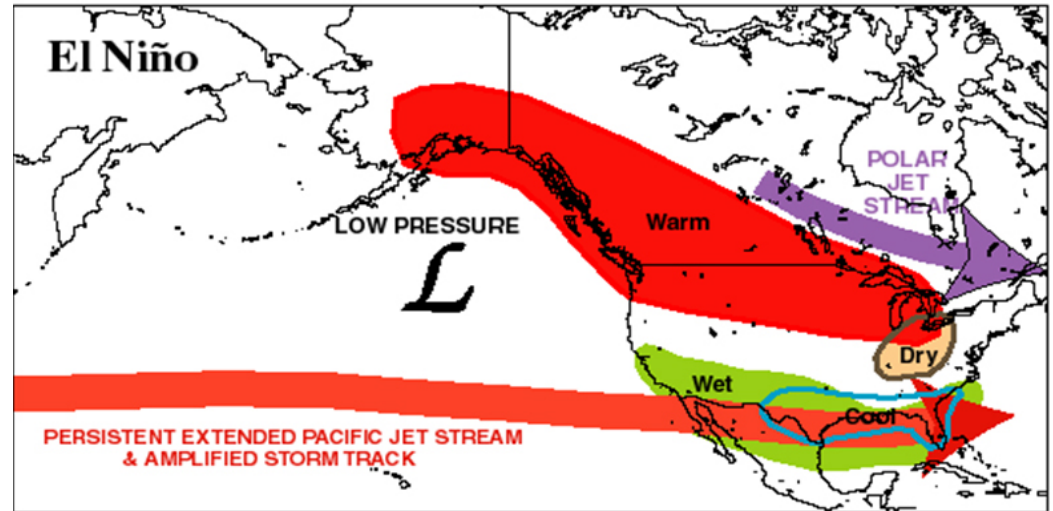 El Niño
POLAR
JET
STREAM
Warm
LOW PRESSURE
L
Dry
Wet
Cool
PERSISTENT EXTENDED PACIFIC JET STREAM
& AMPLIFIED STORM TRACK